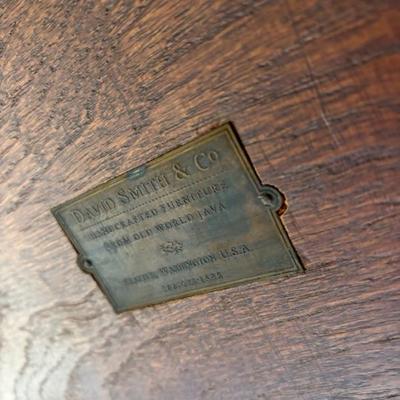 DAVID SMITH & CO
HANDCRAFTED FURNITURE
FROM OLD WORLD JAVA
SEATTLE, WASHINGTON U.S.A.